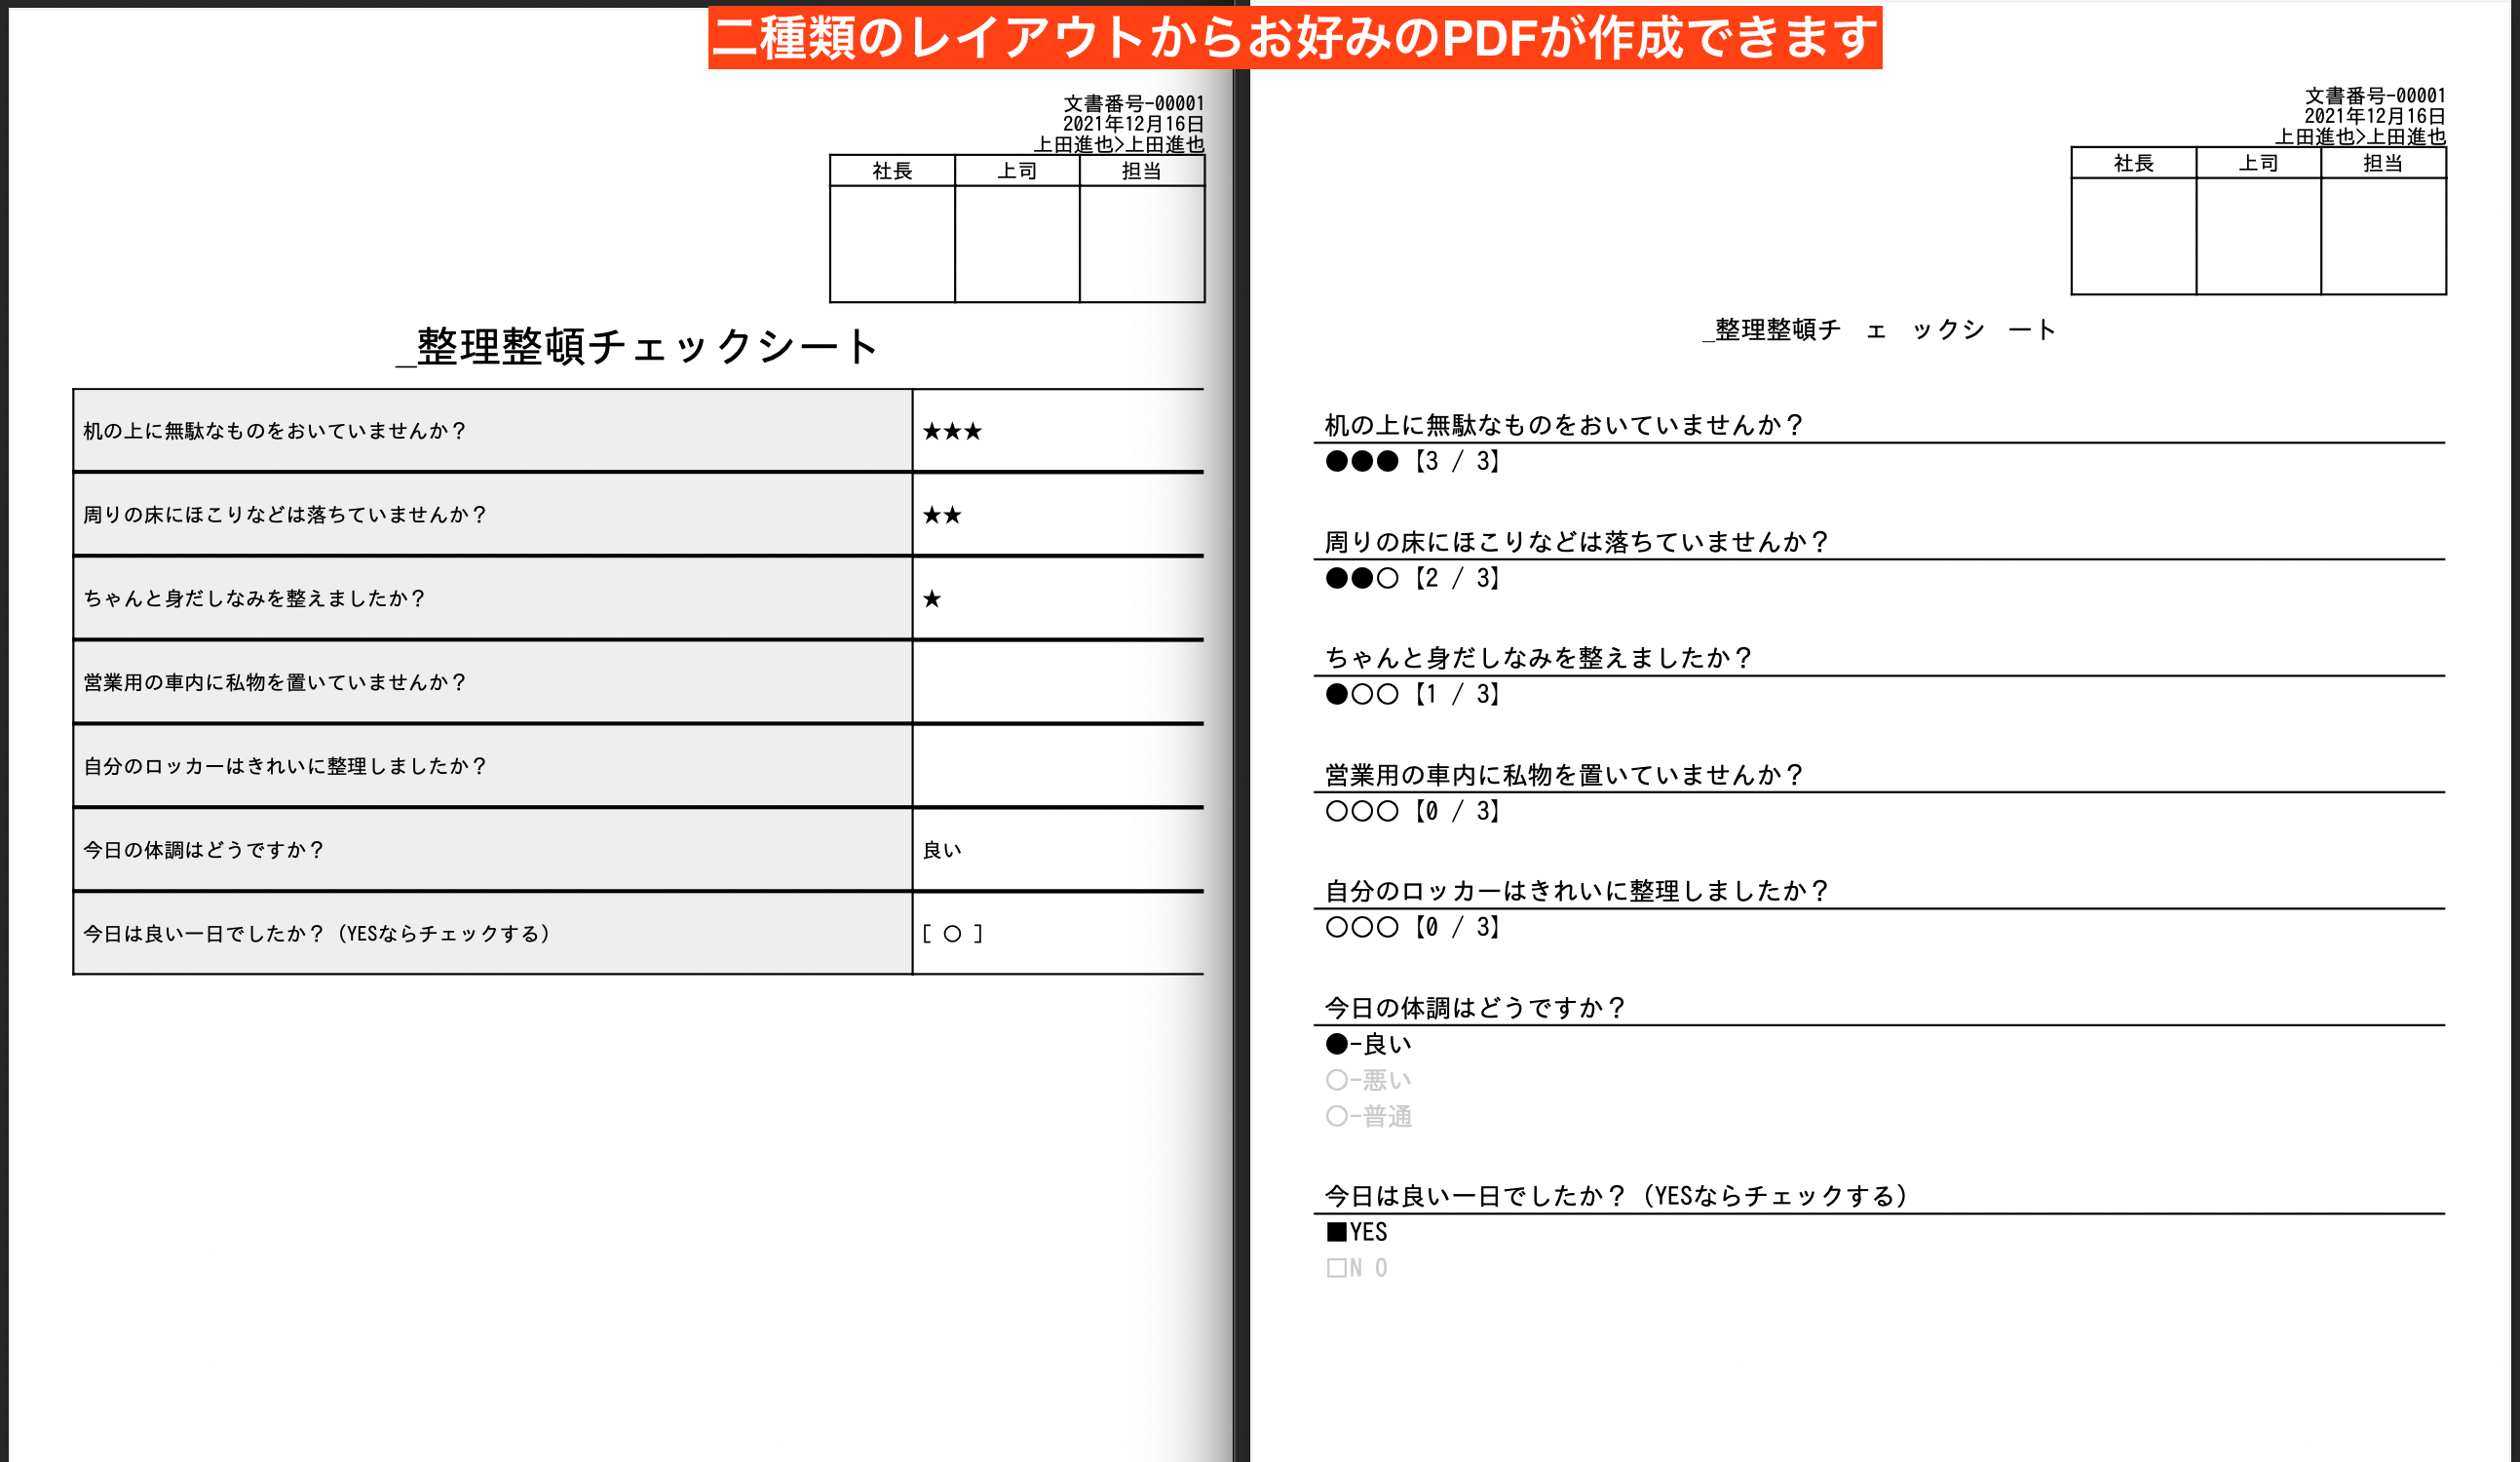 二種類のレイアウトからお好みのPDFが作成できます
文書番号-00001
2021年12月16日
上田進也>上田進也
社長 上司 担当
_整理整頓チェックシート
机の上に無駄なものをおいていませんか？ ★★★
周りの床にほこりなどは落ちていませんか？ ★★
ちゃんと身だしなみを整えましたか？ ★
営業用の車内に私物を置いていませんか？
自分のロッカーはきれいに整理しましたか？
今日の体調はどうですか？ 良い
今日は良い一日でしたか？（YESならチェックする） [ ○ ]
文書番号-00001
2021年12月16日
上田進也>上田進也
社長 上司 担当
_整理整頓チ ェ ックシ ート
机の上に無駄なものをおいていませんか？
●●●【3 / 3】
周りの床にほこりなどは落ちていませんか？
●●○【2 / 3】
ちゃんと身だしなみを整えましたか？
●○○【1 / 3】
営業用の車内に私物を置いていませんか？
○○○【0 / 3】
自分のロッカーはきれいに整理しましたか？
○○○【0 / 3】
今日の体調はどうですか？
●-良い
○-悪い
○-普通
今日は良い一日でしたか？（YESならチェックする）
■YES
□N O